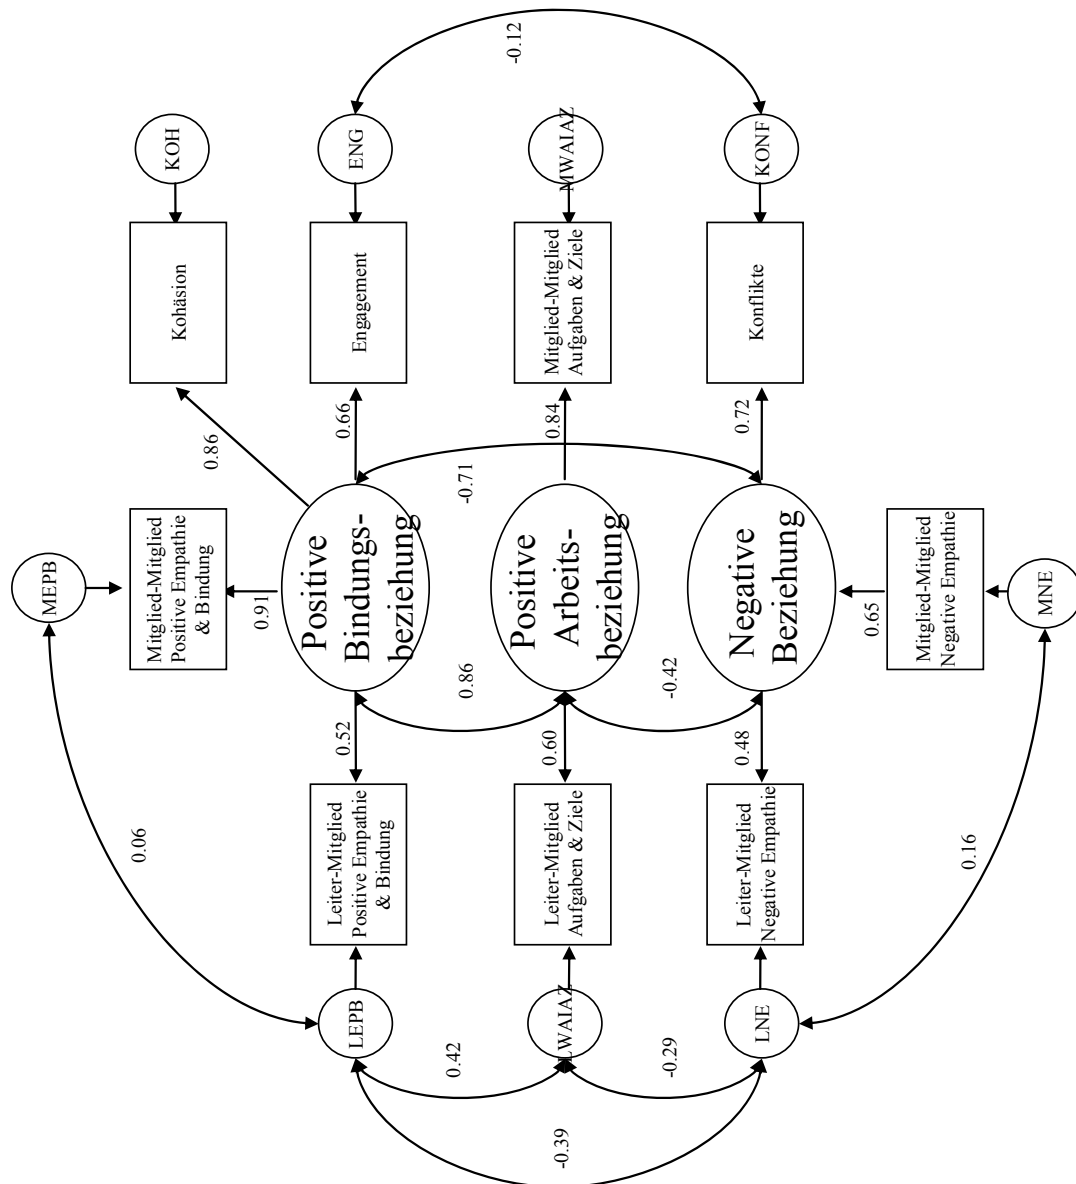 MEPB
0.06
Mitglied-Mitglied
Positive Empathie
& Bindung
Kohäsion
KOH
0.86
0.91
LEPB
Leiter-Mitglied
Positive Empathie
& Bindung
0.52
Positive
Bindungs-
beziehung
0.66
Engagement
ENG
0.42
0.86
-0.71
-0.12
-0.39
LWAIAZ
Leiter-Mitglied
Aufgaben & Ziele
0.60
Positive
Arbeits-
beziehung
0.84
Mitglied-Mitglied
Aufgaben & Ziele
MWAIAZ
-0.29
-0.42
LNE
Leiter-Mitglied
Negative Empathie
0.48
Negative
Beziehung
0.72
Konflikte
KONF
0.65
Mitglied-Mitglied
Negative Empathie
0.16
MNE